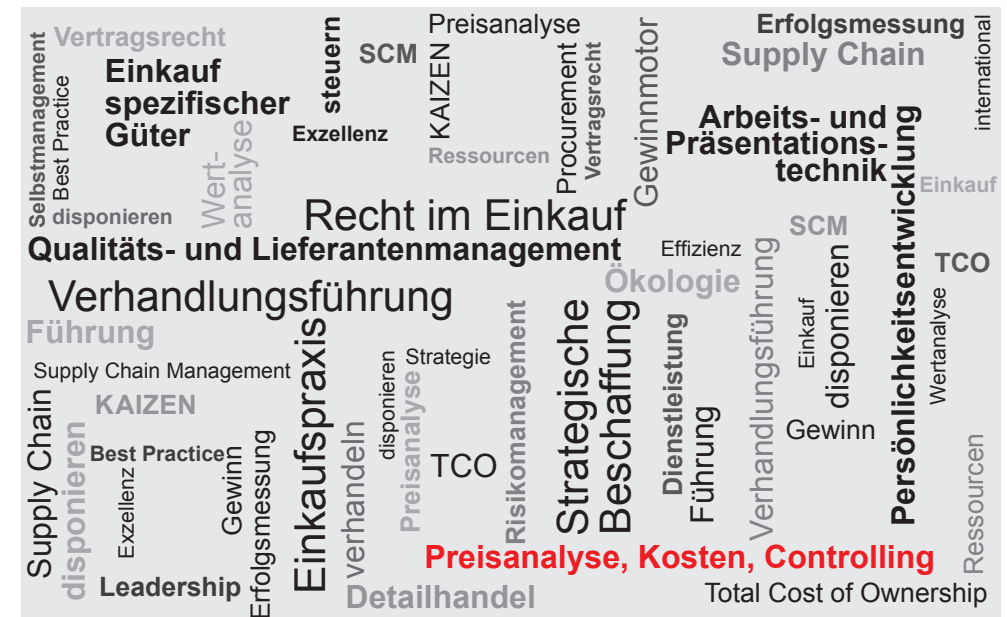 Selbstmanagement
Best Practice
Vertragsrecht
Einkauf
spezifischer
Güter
disponieren
Wert-
analyse
steuern
Exzellenz
SCM
KAIZEN
Preisanalyse
Ressourcen
Procurement
Vertragsrecht
Gewinnmotor
Erfolgsmessung
Supply Chain
international
Arbeits- und
Präsentations-
technik
Persönlichkeitsentwicklung
Einkauf
Recht im Einkauf
Qualitäts- und Lieferantenmanagement
Effizienz
Ökologie
SCM
TCO
Verhandlungsführung
Führung
Supply Chain Management
KAIZEN
Supply Chain
disponieren
Best Practice
Exzellenz
Gewinn
Erfolgsmessung
Leadership
Einkaufspraxis
verhandeln
disponieren
Preisanalyse
Strategie
TCO
Risikomanagement
Strategische
Beschaffung
Dienstleistung
Führung
Verhandlungsführung
Einkauf
disponieren
Gewinn
Wertanalyse
Ressourcen
Preisanalyse, Kosten, Controlling
Detailhandel
Total Cost of Ownership